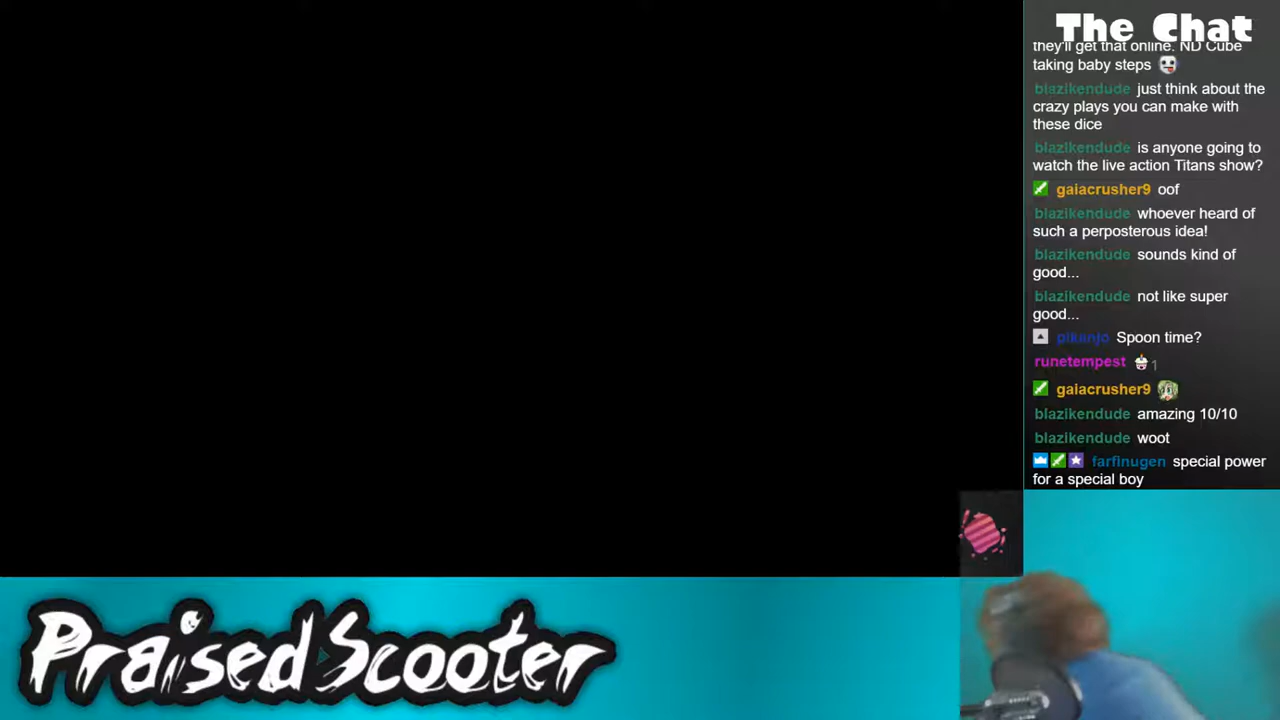 The Chat
they'll get that online. ND Cube
taking baby steps
blazikendude just think about the
crazy plays you can make with
these dice
blazikendude is anyone going to
watch the live action Titans show?
gaiacrusher9 oof
blazikendude whoever heard of
such a perposterous idea!
blazikendude sounds kind of
good...
blazikendude not like super
good...
pikunjo Spoon time?
runetempest 1
gaiacrusher9
blazikendude amazing 10/10
blazikendude woot
farfinugen special power
for a special boy
PraisedScooter